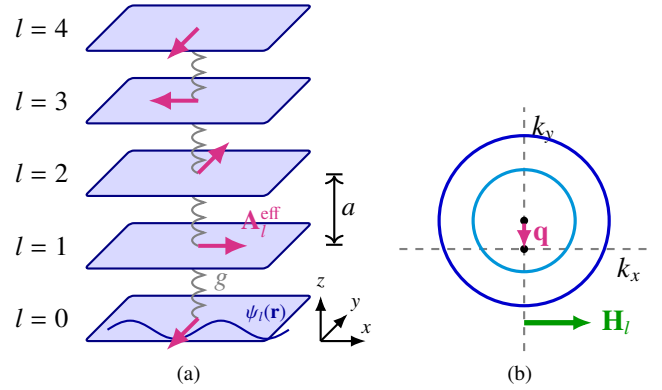 l = 4
l = 3
l = 2
l = 1
l = 0
A_l^eff
a
g
ψ_l(r)
z
y
x
(a)
k_y
q
k_x
H_l
(b)